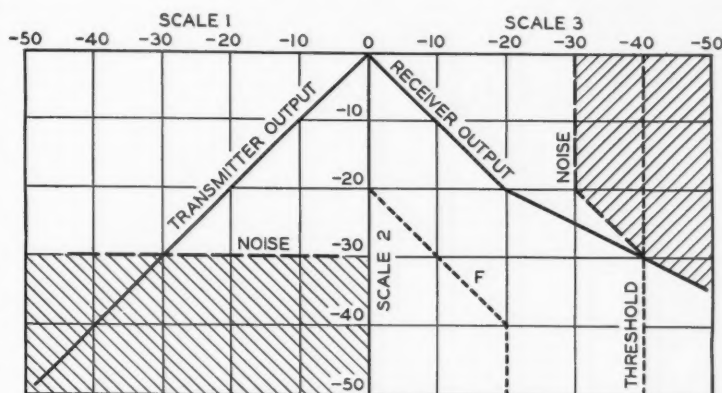 SCALE 1
SCALE 3
-50 -40 -30 -20 -10 0 -10 -20 -30 -40 -50
TRANSMITTER OUTPUT
RECEIVER OUTPUT
-10
-20
NOISE
NOISE
-30
SCALE 2
F
-40
THRESHOLD
-50